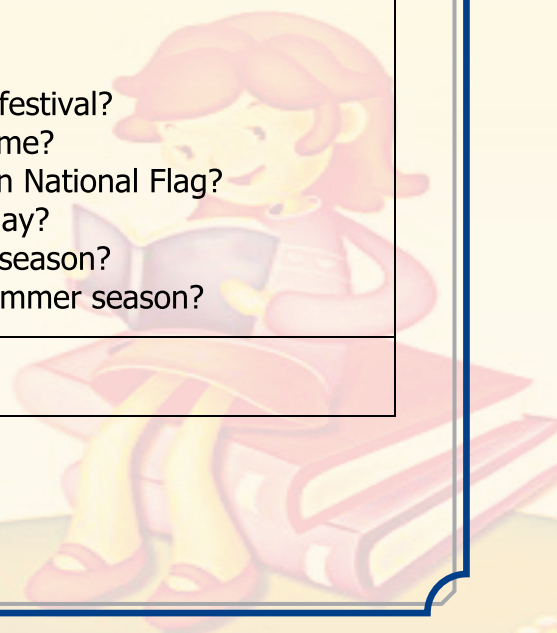 festival?
me?
n National Flag?
ay?
season?
mmer season?